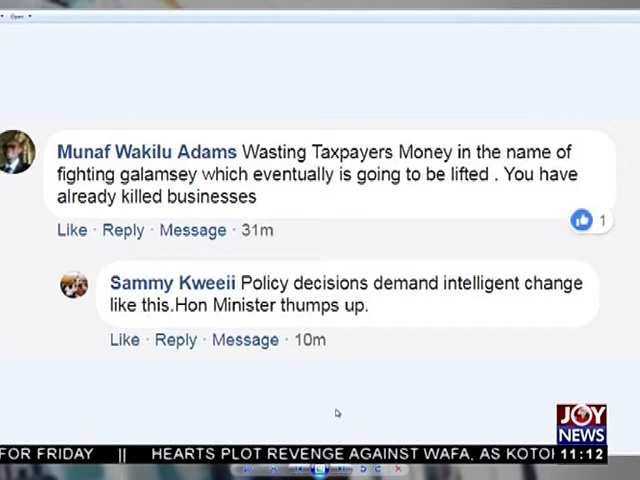 Open
Munaf Wakilu Adams Wasting Taxpayers Money in the name of
fighting galamsey which eventually is going to be lifted . You have
already killed businesses
Like · Reply · Message · 31m
1
Sammy Kweeii Policy decisions demand intelligent change
like this.Hon Minister thumps up.
Like · Reply · Message · 10m
JOY
NEWS
FOR FRIDAY || HEARTS PLOT REVENGE AGAINST WAFA, AS KOTO
11:12